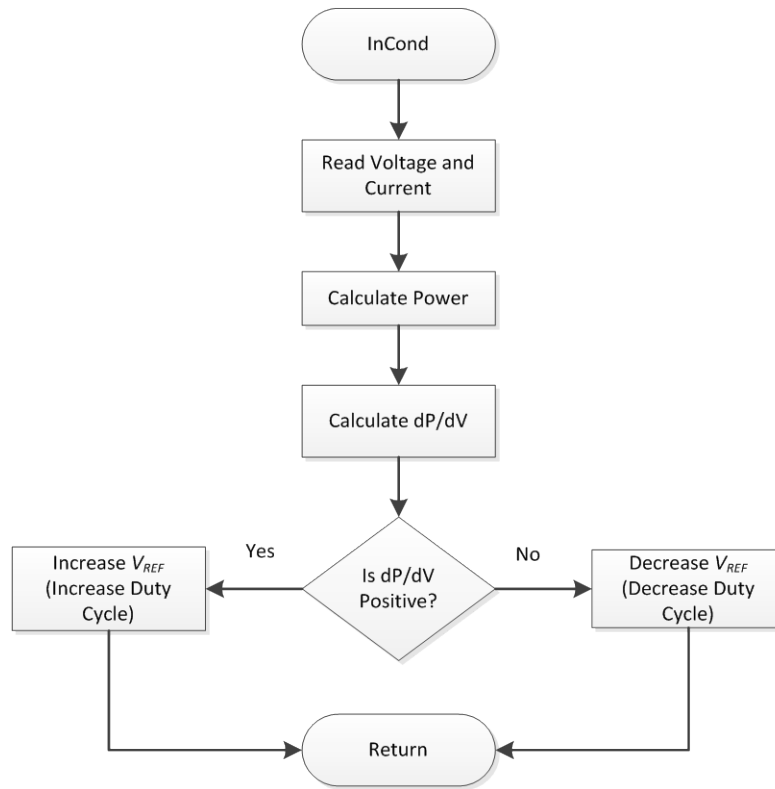 InCond
Read Voltage and
Current
Calculate Power
Calculate dP/dV
Is dP/dV
Positive?
Yes
No
Increase VREF
(Increase Duty
Cycle)
Decrease VREF
(Decrease Duty
Cycle)
Return